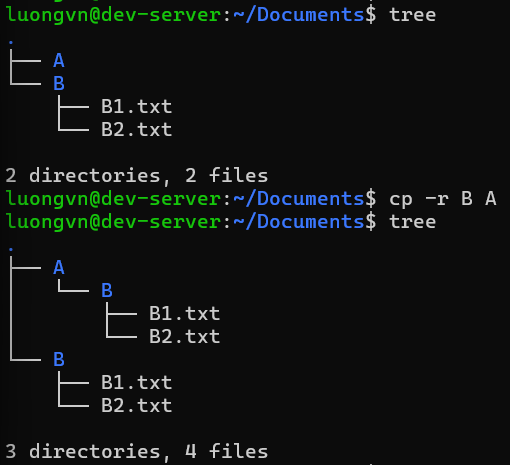 luongvn@dev-server:~/Documents$ tree
.
├── A
└── B
    ├── B1.txt
    └── B2.txt
2 directories, 2 files
luongvn@dev-server:~/Documents$ cp -r B A
luongvn@dev-server:~/Documents$ tree
.
├── A
│   └── B
│       ├── B1.txt
│       └── B2.txt
└── B
    ├── B1.txt
    └── B2.txt
3 directories, 4 files